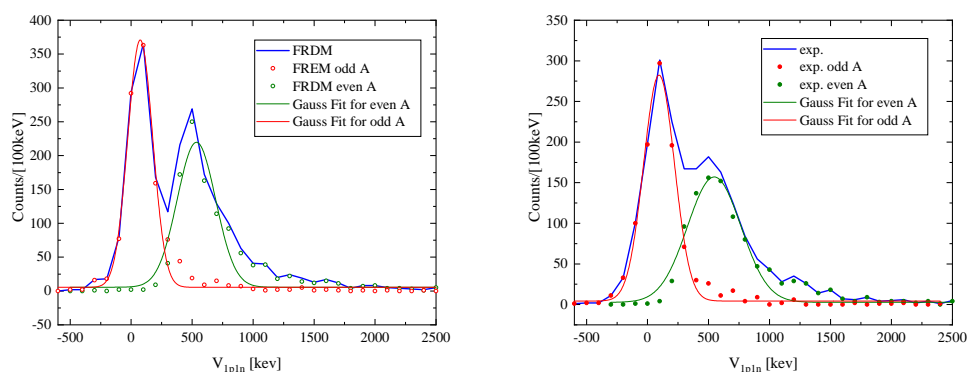 400
350
300
250
200
150
100
50
0
-50
Counts/[100keV]
FRDM
FREM odd A
FRDM even A
Gauss Fit for even A
Gauss Fit for odd A
-500 0 500 1000 1500 2000 2500
V1p1n [kev]
350
300
250
200
150
100
50
0
Counts/[100keV]
exp.
exp. odd A
exp. even A
Gauss Fit for even A
Gauss Fit for odd A
-500 0 500 1000 1500 2000 2500
V1p1n [kev]